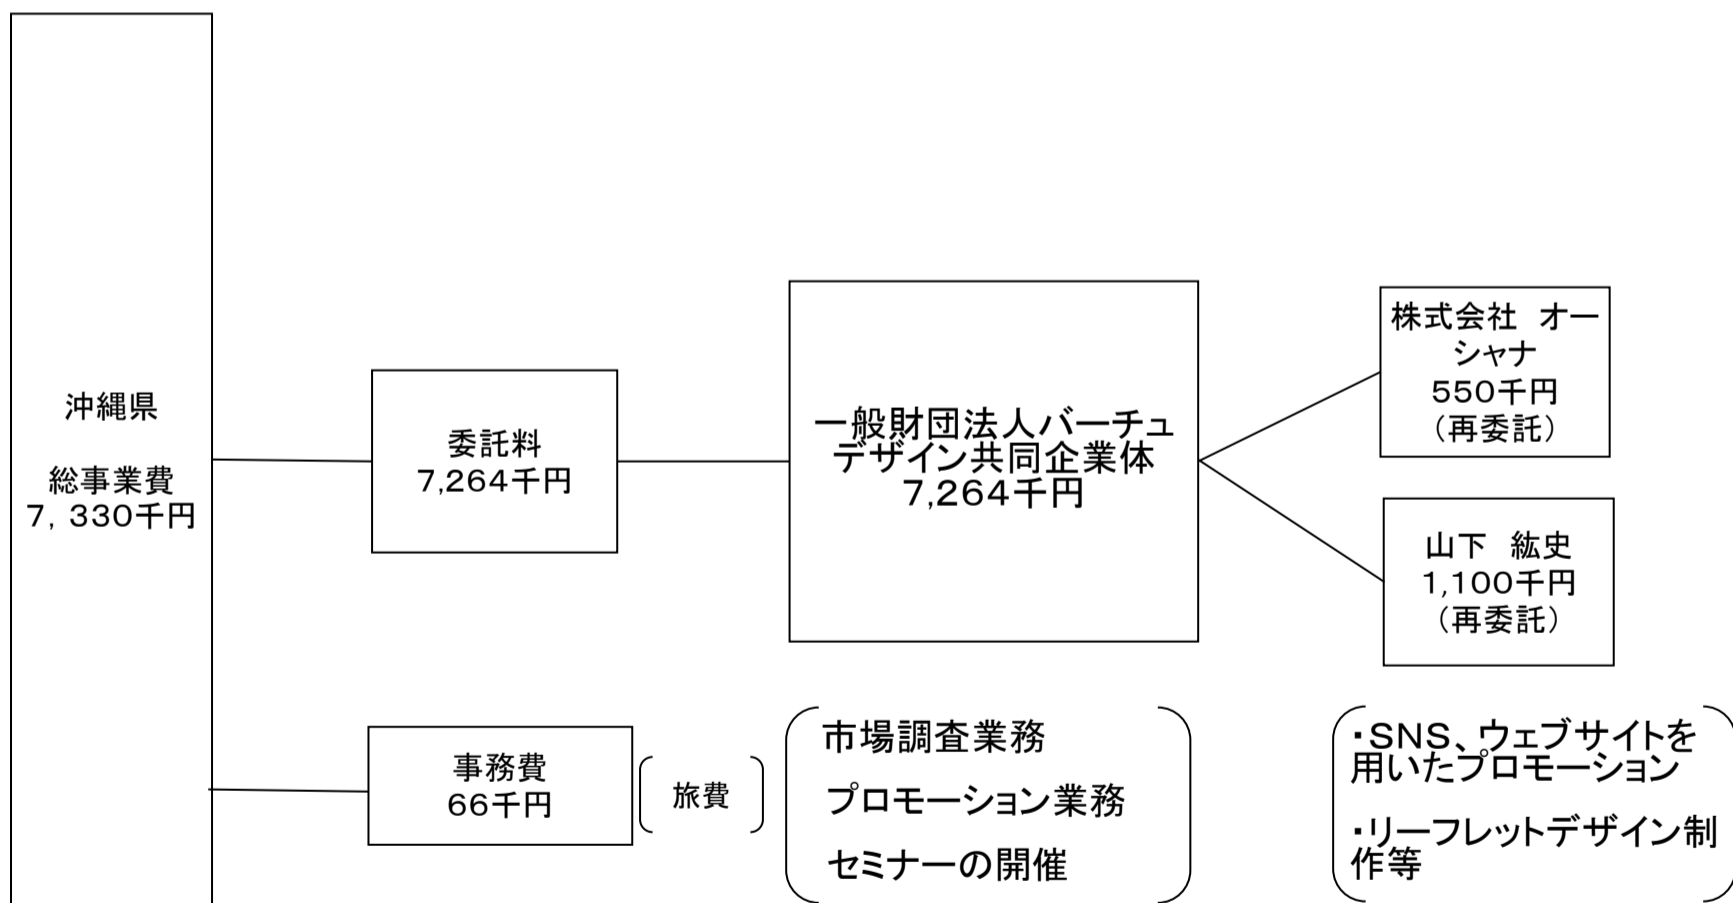 沖縄県
総事業費
7，330千円
委託料
7,264千円
一般財団法人バーチュ
デザイン共同企業体
7,264千円
株式会社　オー
シャナ
550千円
（再委託）
山下　紘史
1,100千円
（再委託）
事務費
66千円
旅費
市場調査業務
プロモーション業務
セミナーの開催
・SNS、ウェブサイトを
用いたプロモーション
・リーフレットデザイン制
作等